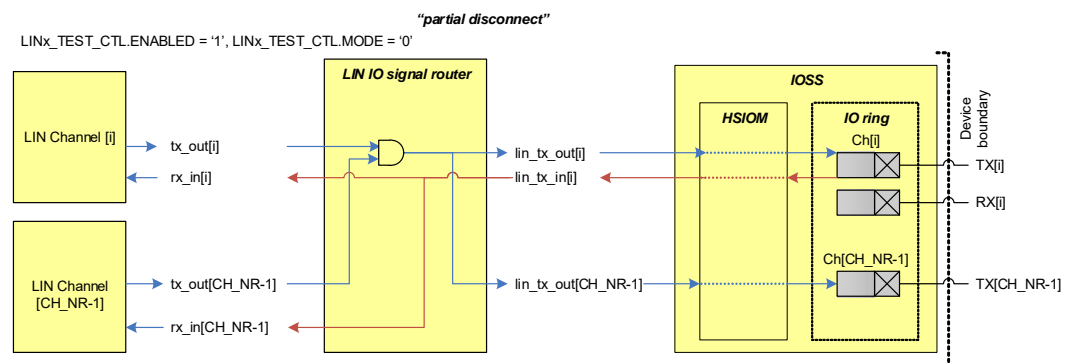 “partial disconnect”
LINx_TEST_CTL.ENABLED = ‘1’, LINx_TEST_CTL.MODE = ‘0’
LIN IO signal router
IOSS
HSIOM
IO ring
Device
boundary
LIN Channel [i]
tx_out[i]
rx_in[i]
lin_tx_out[i]
lin_tx_in[i]
Ch[i]
TX[i]
RX[i]
LIN Channel
[CH_NR-1]
tx_out[CH_NR-1]
rx_in[CH_NR-1]
lin_tx_out[CH_NR-1]
Ch[CH_NR-1]
TX[CH_NR-1]